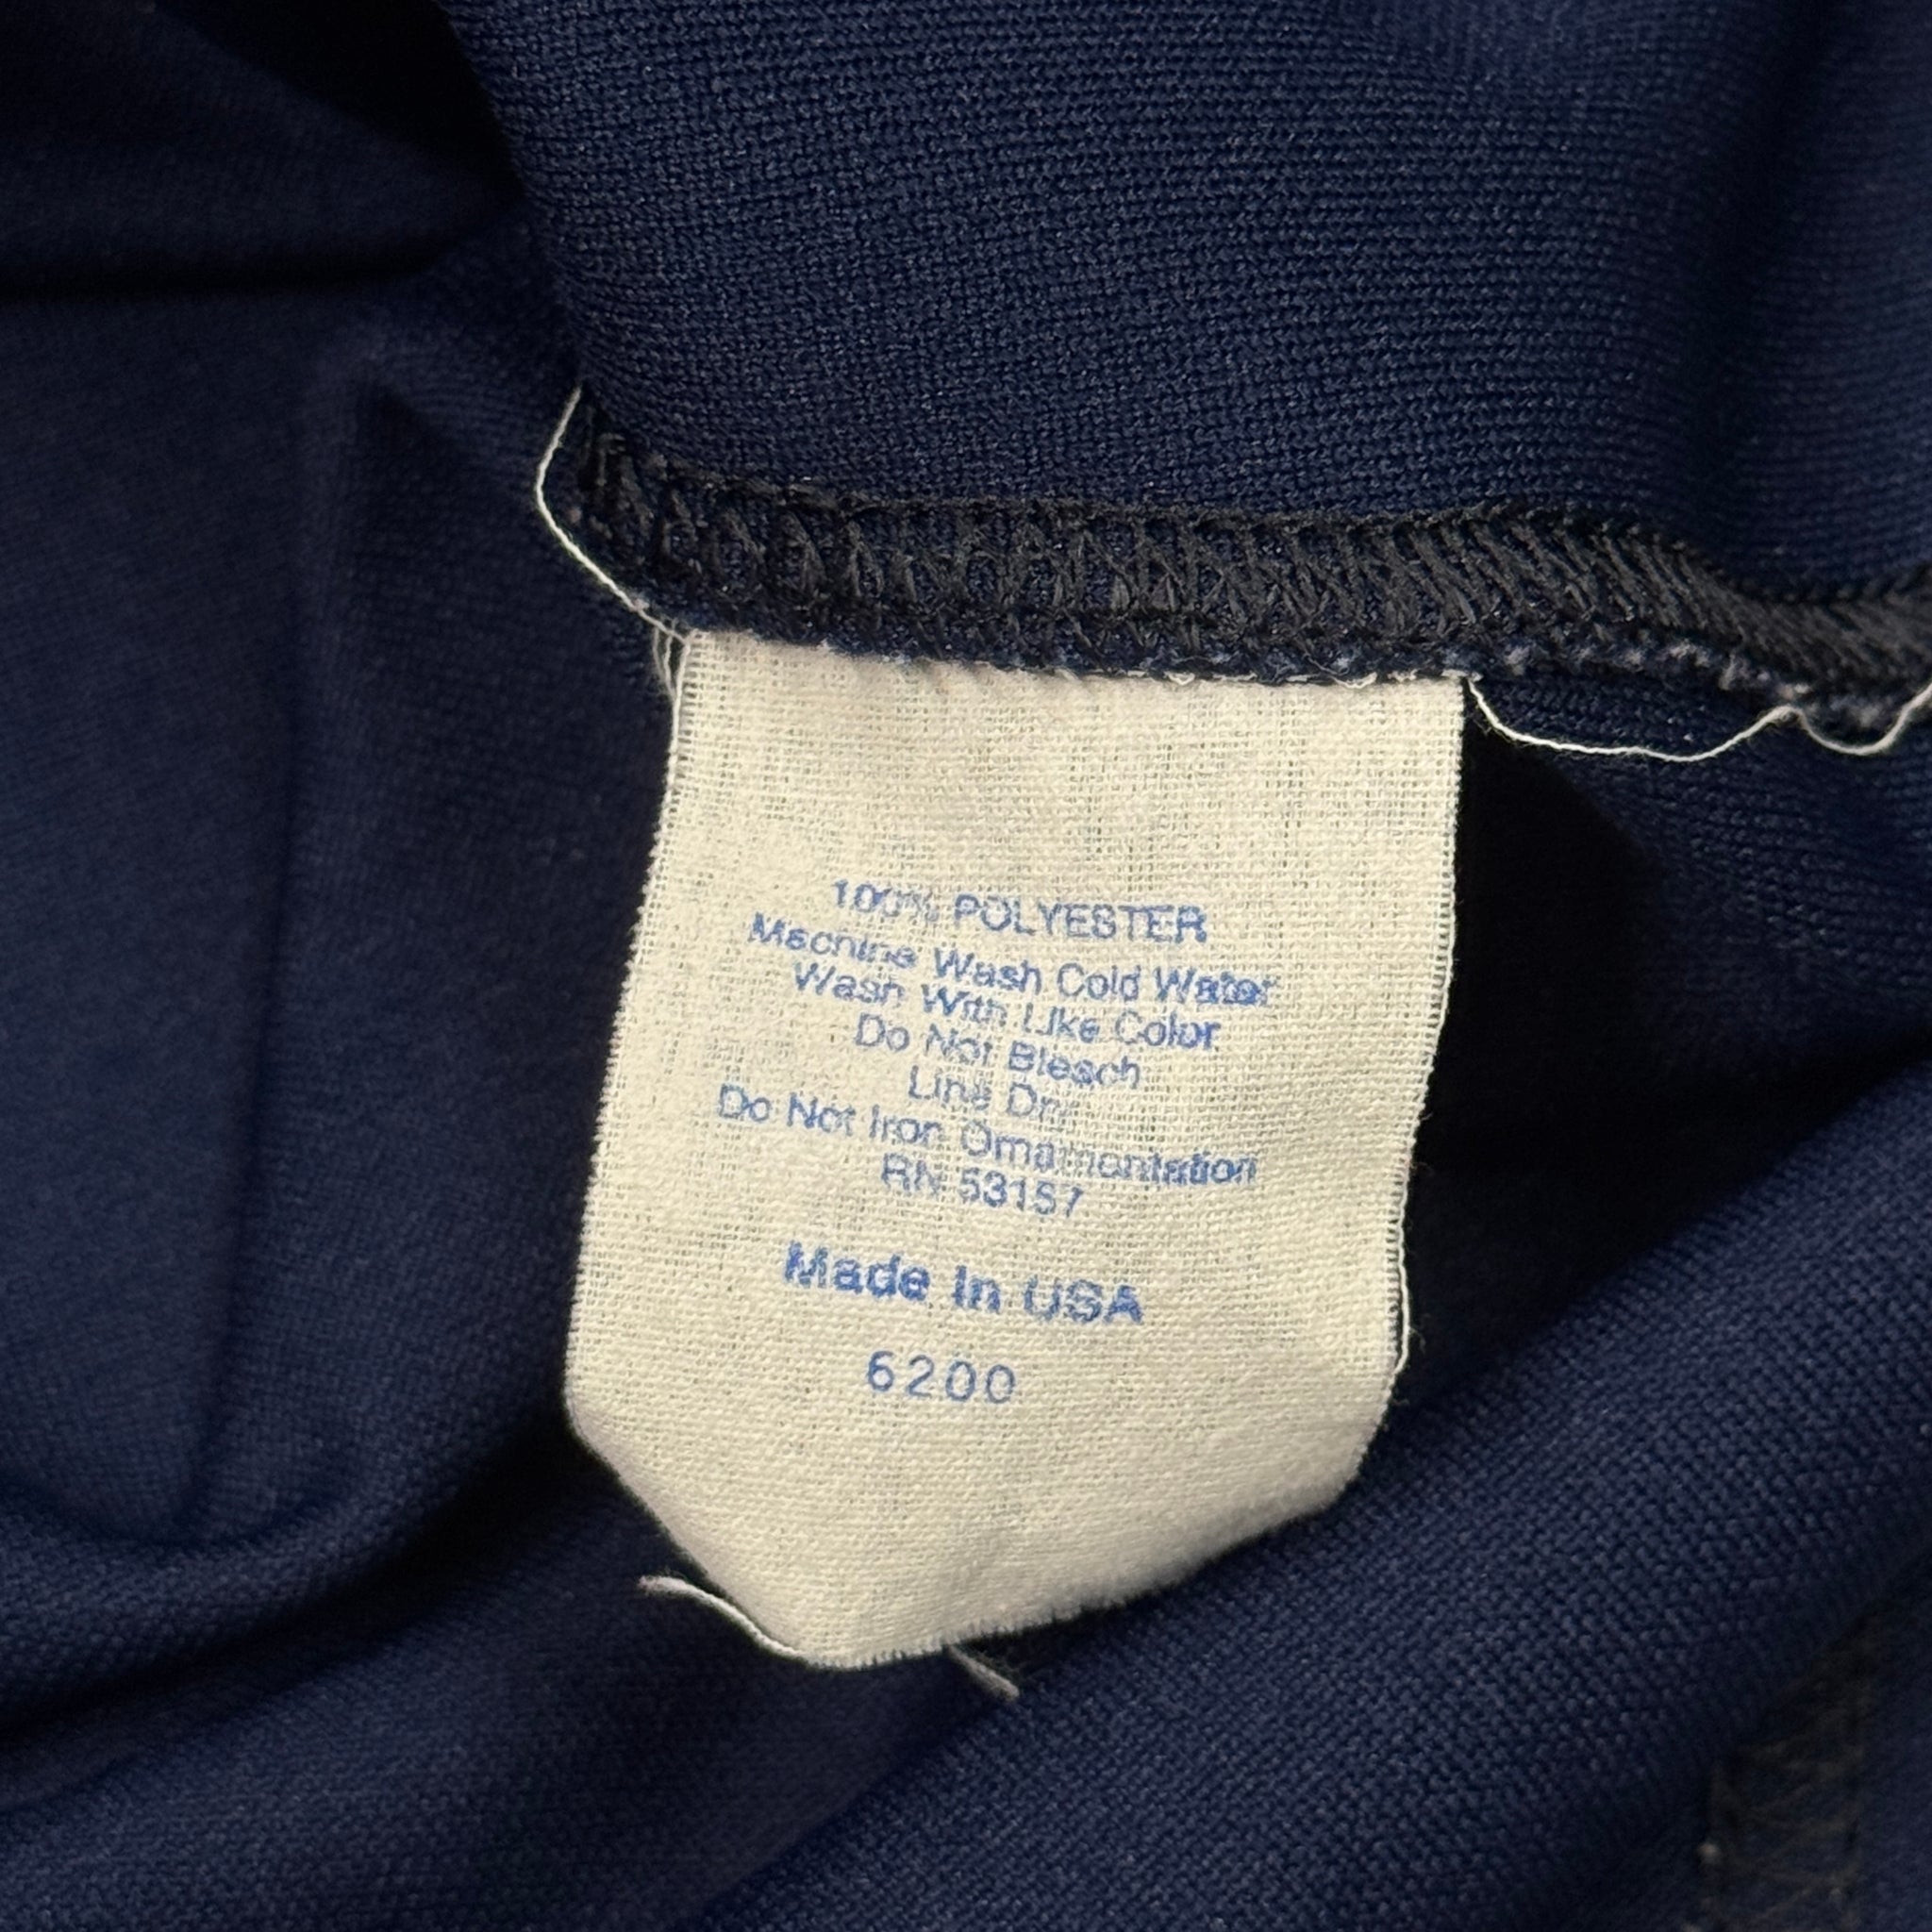 100% POLYESTER
Machine Wash Cold Water
Wash With Like Color
Do Not Bleach
Line Dry
Do Not Iron Ornamentation
RN 53157
Made In USA
6200